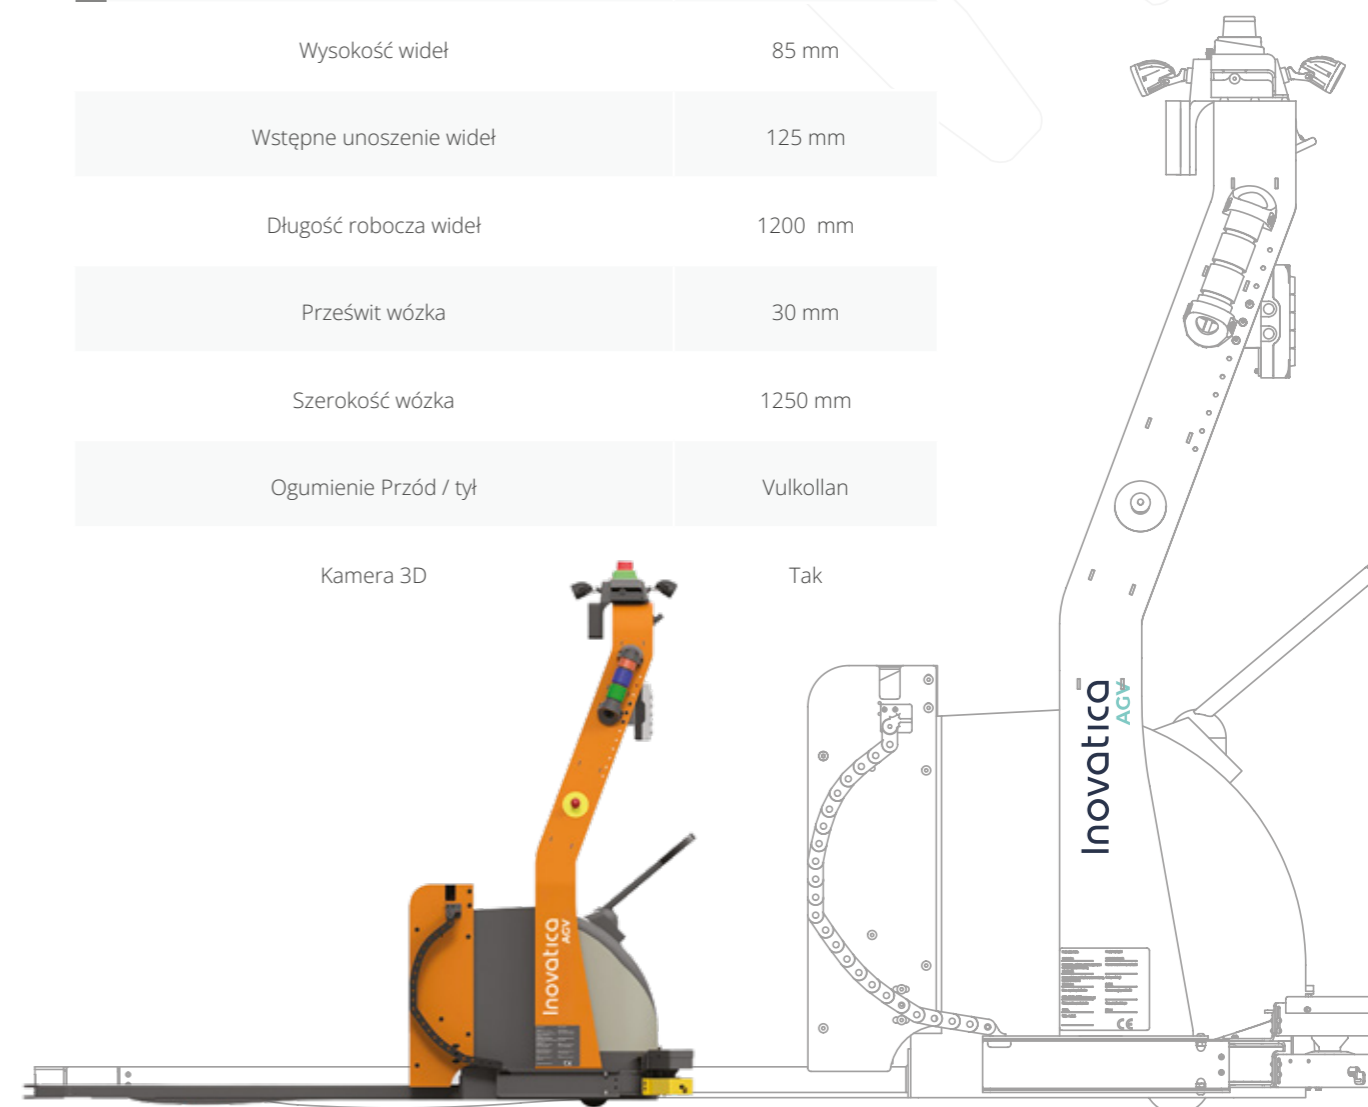 Wysokość wideł 85 mm
Wstępne unoszenie wideł 125 mm
Długość robocza wideł 1200 mm
Prześwit wózka 30 mm
Szerokość wózka 1250 mm
Ogumienie Przód / tył Vulkollan
Kamera 3D Tak
Inovatica
AGV
Inovatica
AGV
CE